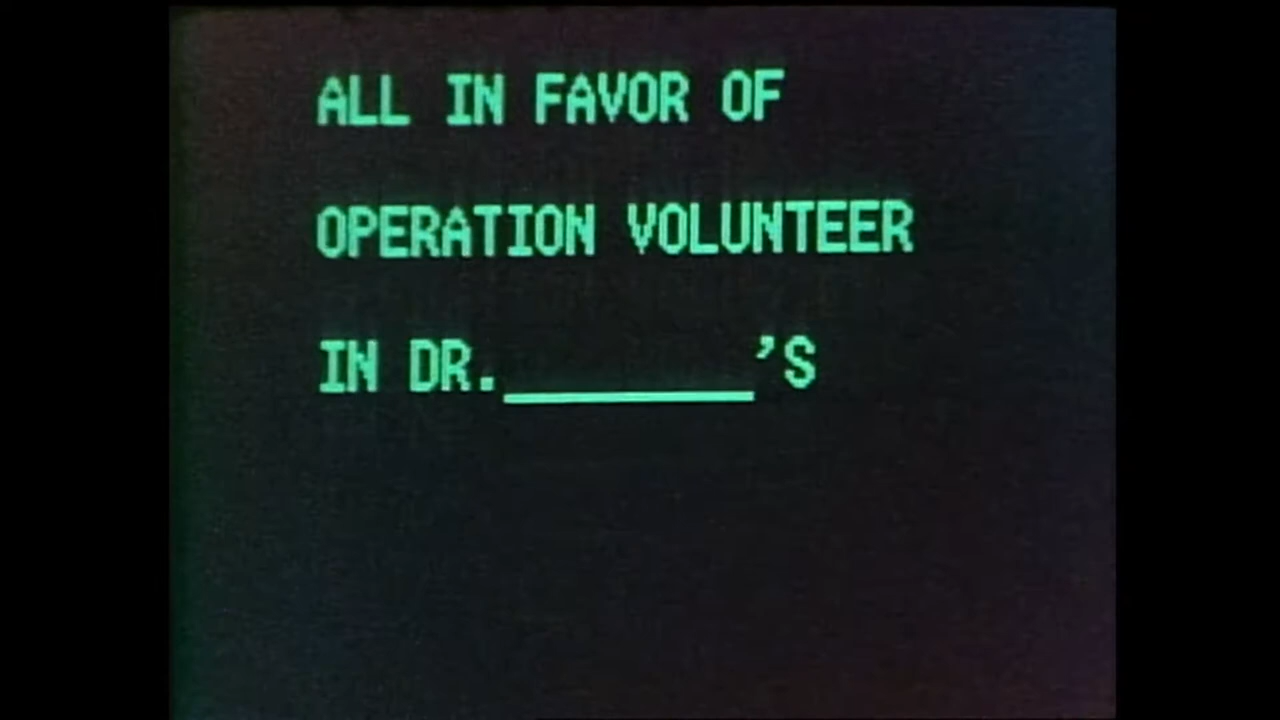 ALL IN FAVOR OF
OPERATION VOLUNTEER
IN DR.________’S